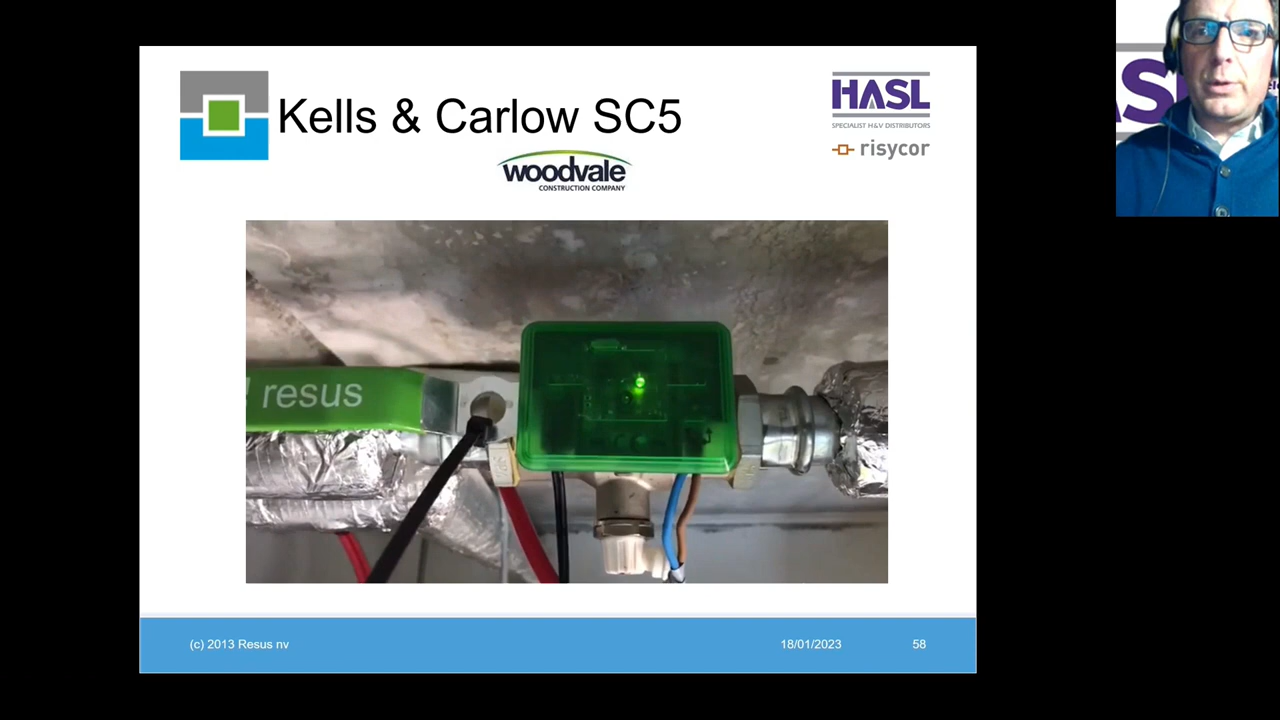 Kells & Carlow SC5
woodvale
CONSTRUCTION COMPANY
HASL
SPECIALIST H&V DISTRIBUTORS
risycor
resus
(c) 2013 Resus nv
18/01/2023
58